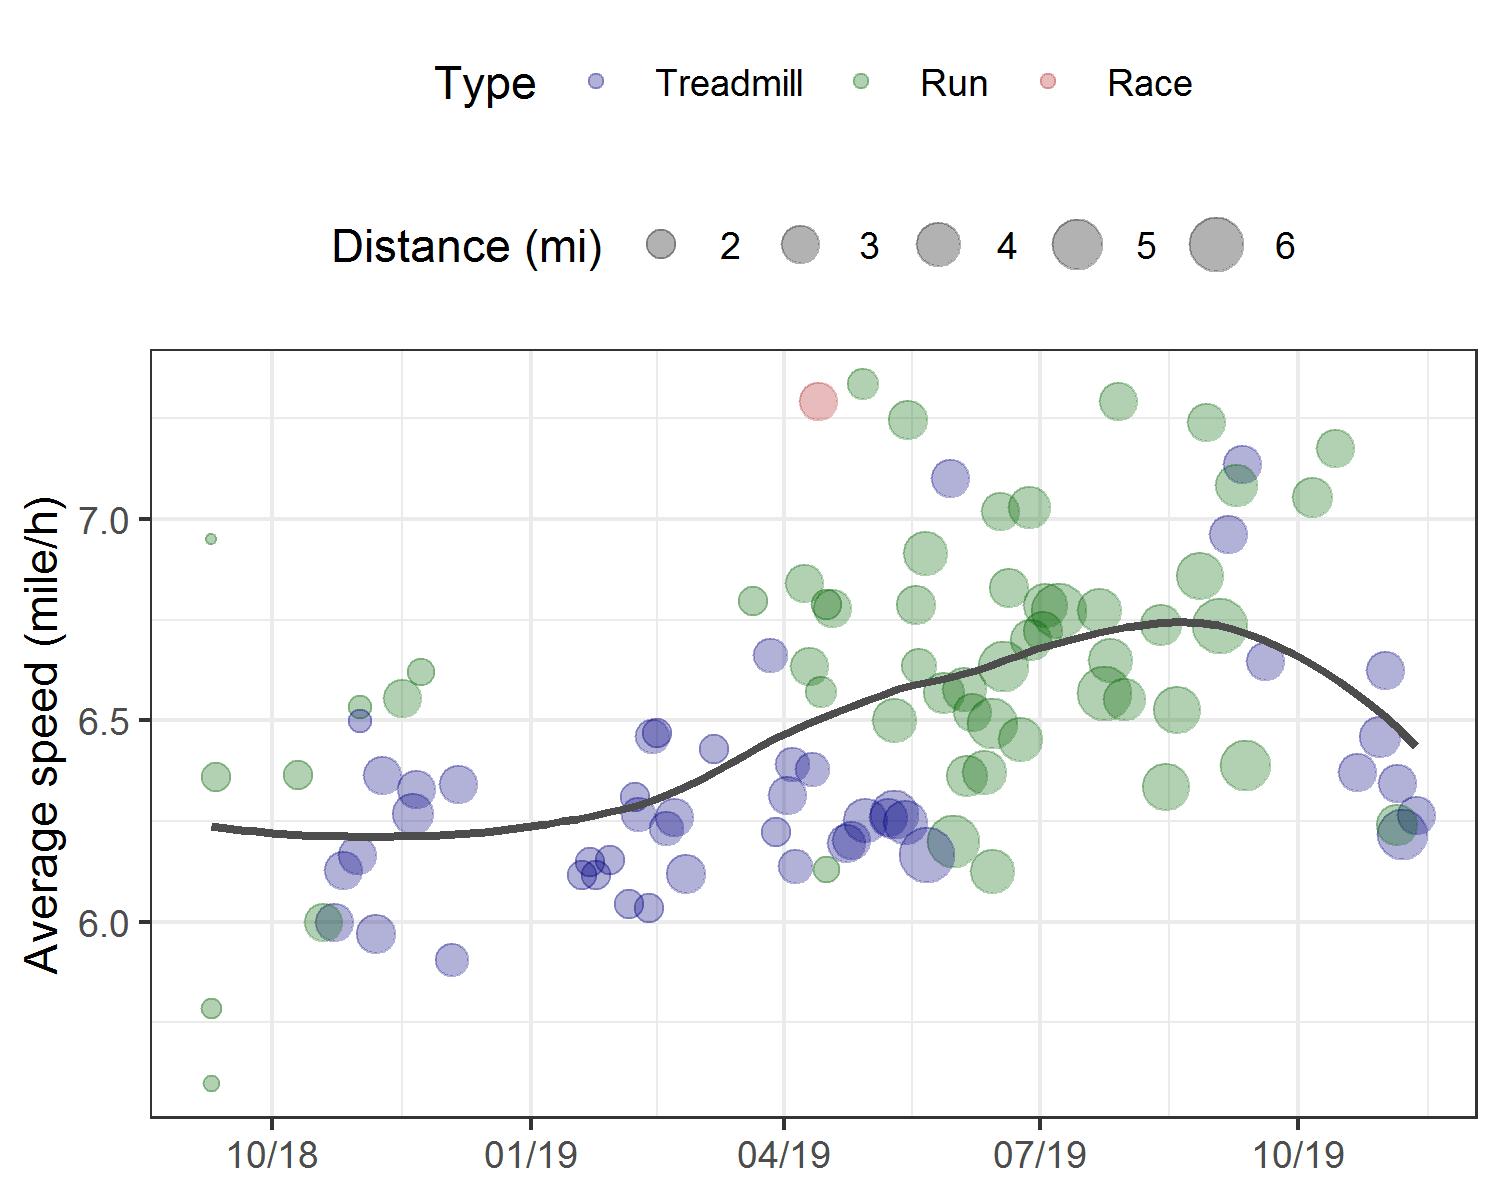 Type Treadmill Run Race
Distance (mi) 2 3 4 5 6
Average speed (mile/h)
7.0
6.5
6.0
10/18 01/19 04/19 07/19 10/19